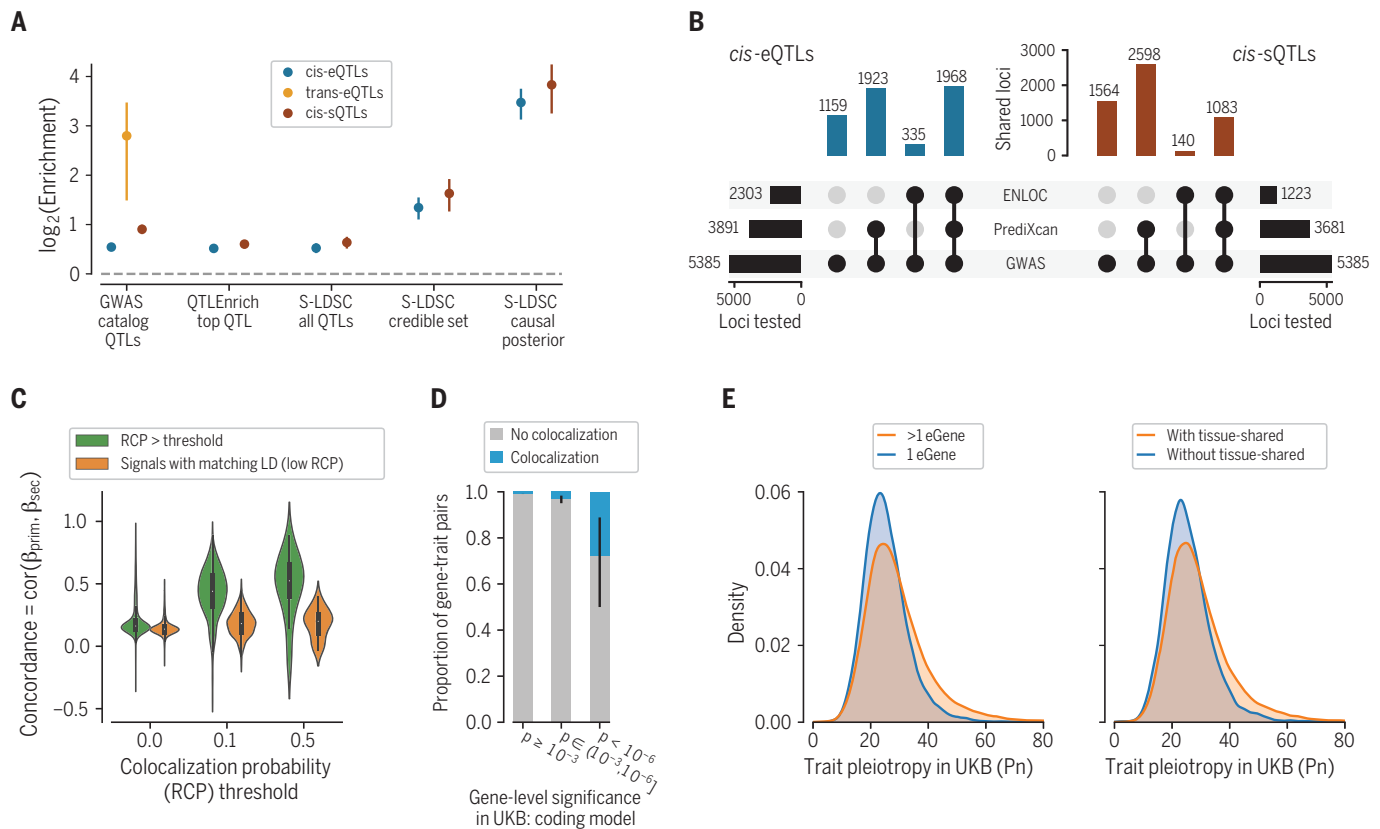 A
log₂(Enrichment)
4
3
2
1
0
cis-eQTLs
trans-eQTLs
cis-sQTLs
GWAS
catalog
QTLs
QTLEnrich
top QTL
S-LDSC
all QTLs
S-LDSC
credible set
S-LDSC
causal
posterior
B
cis-eQTLs
1159
1923
335
1968
Shared loci
3000
2000
1000
0
cis-sQTLs
1564
2598
140
1083
2303
ENLOC
1223
3891
PrediXcan
3681
5385
GWAS
5385
5000
0
Loci tested
0
5000
Loci tested
C
RCP > threshold
Signals with matching LD (low RCP)
Concordance = cor(βprim, βsec)
1.0
0.5
0.0
−0.5
0.0
0.1
0.5
Colocalization probability
(RCP) threshold
D
No colocalization
Colocalization
Proportion of gene-trait pairs
1.0
0.8
0.6
0.4
0.2
0.0
p ≥ 10⁻³
p ∈ (10⁻³,10⁻⁶]
p < 10⁻⁶
Gene-level significance
in UKB: coding model
E
>1 eGene
1 eGene
Density
0.06
0.04
0.02
0.00
0
20
40
60
80
Trait pleiotropy in UKB (Pn)
With tissue-shared
Without tissue-shared
0
20
40
60
80
Trait pleiotropy in UKB (Pn)